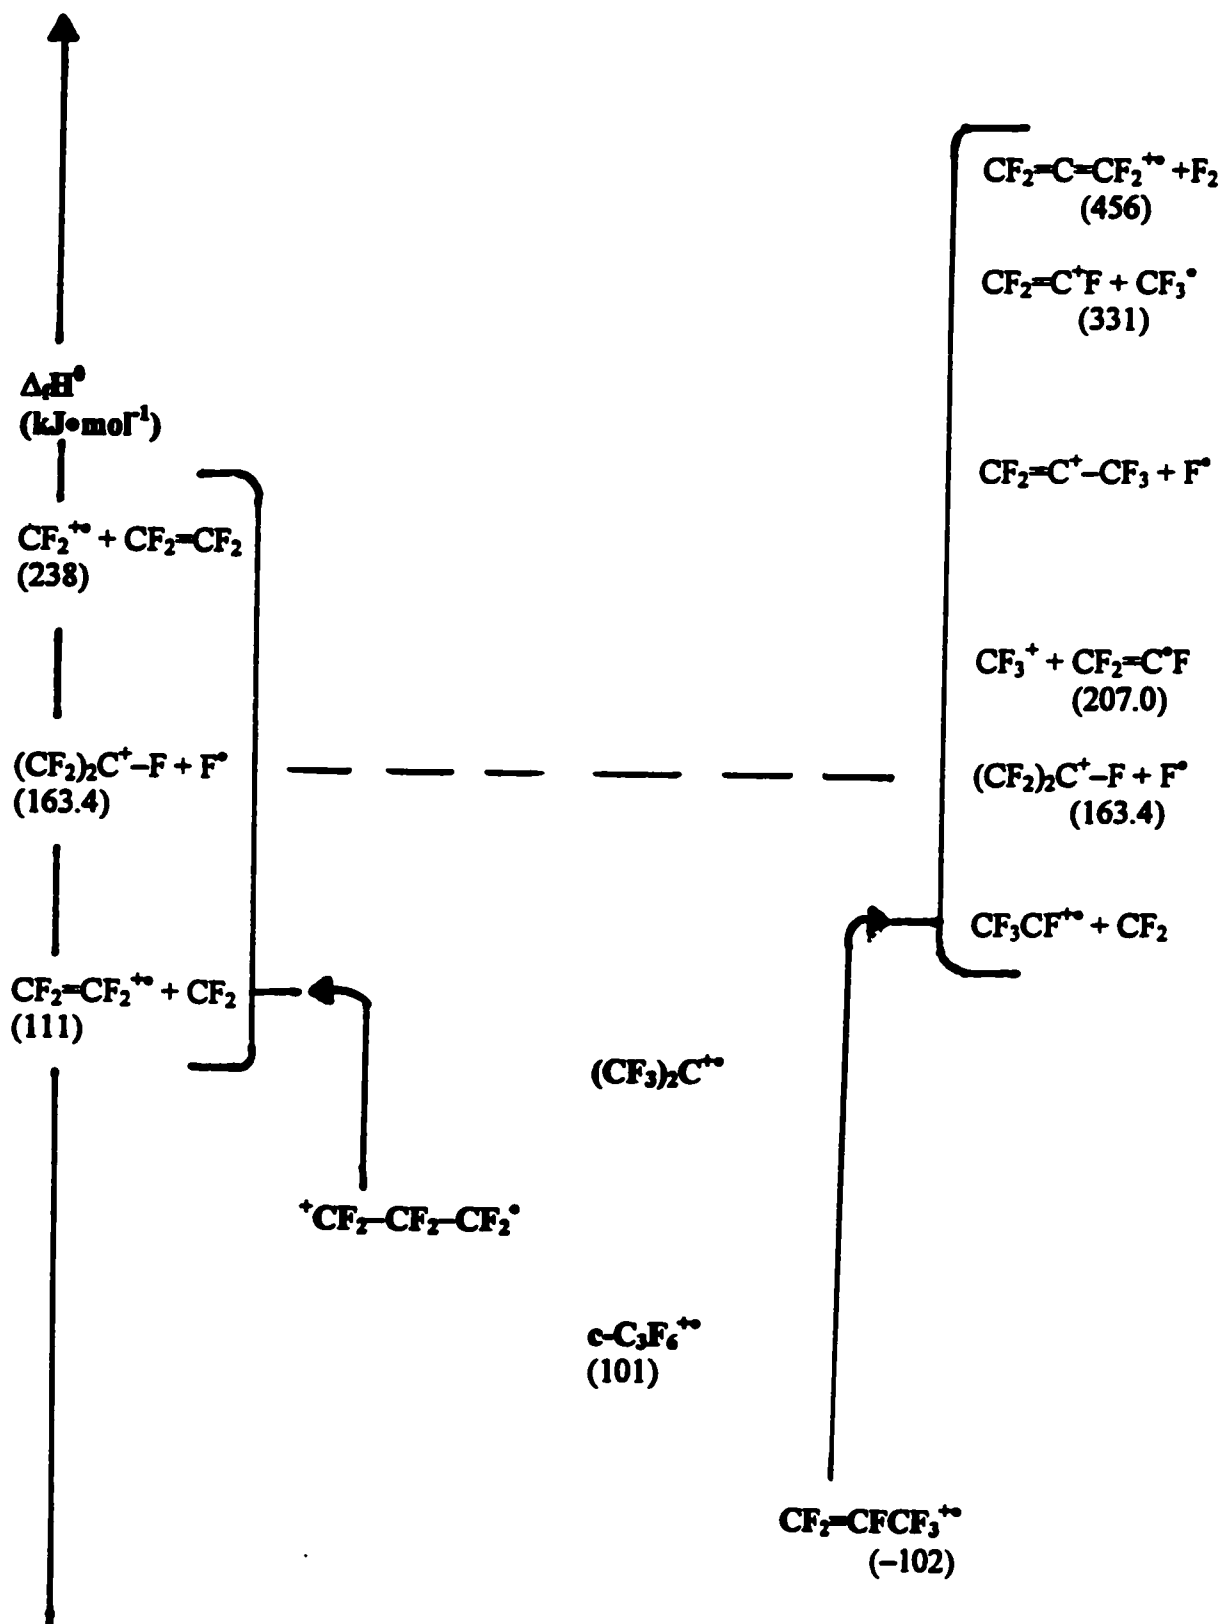 CF₂=C=CF₂⁺• +F₂
(456)
CF₂=C⁺F + CF₃•
(331)
ΔfH⁰
(kJ•mol⁻¹)
CF₂=C⁺–CF₃ + F•
CF₂⁺• + CF₂=CF₂
(238)
CF₃⁺ + CF₂=C•F
(207.0)
(CF₂)₂C⁺–F + F•
(163.4)
(CF₂)₂C⁺–F + F•
(163.4)
CF₃CF⁺• + CF₂
CF₂=CF₂⁺• + CF₂
(111)
(CF₃)₂C⁺•
⁺CF₂–CF₂–CF₂•
c-C₃F₆⁺•
(101)
CF₂=CFCF₃⁺•
(–102)